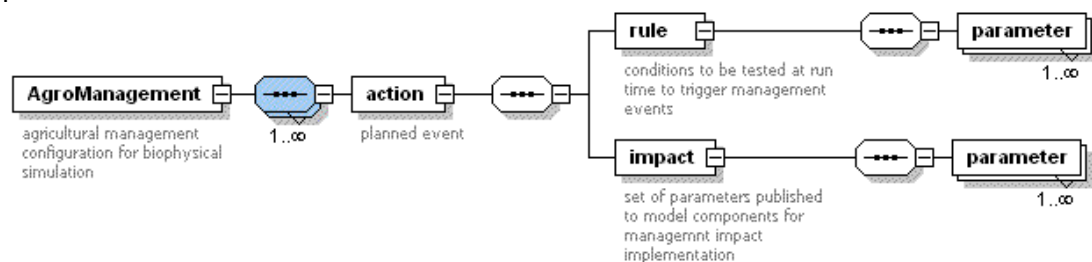 rule
parameter
1..∞
conditions to be tested at run
time to trigger management
events
AgroManagement
1..∞
action
agricultural management
configuration for biophysical
simulation
planned event
impact
parameter
1..∞
set of parameters published
to model components for
managemnt impact
implementation